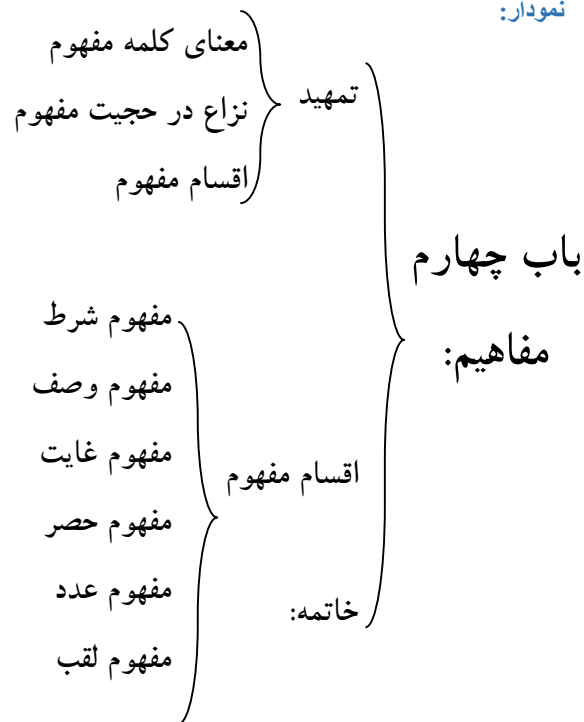 نمودار:
باب چهارم
مفاهیم:
تمهید
معنای کلمه مفهوم
نزاع در حجیت مفهوم
اقسام مفهوم
اقسام مفهوم
مفهوم شرط
مفهوم وصف
مفهوم غایت
مفهوم حصر
مفهوم عدد
مفهوم لقب
خاتمه: